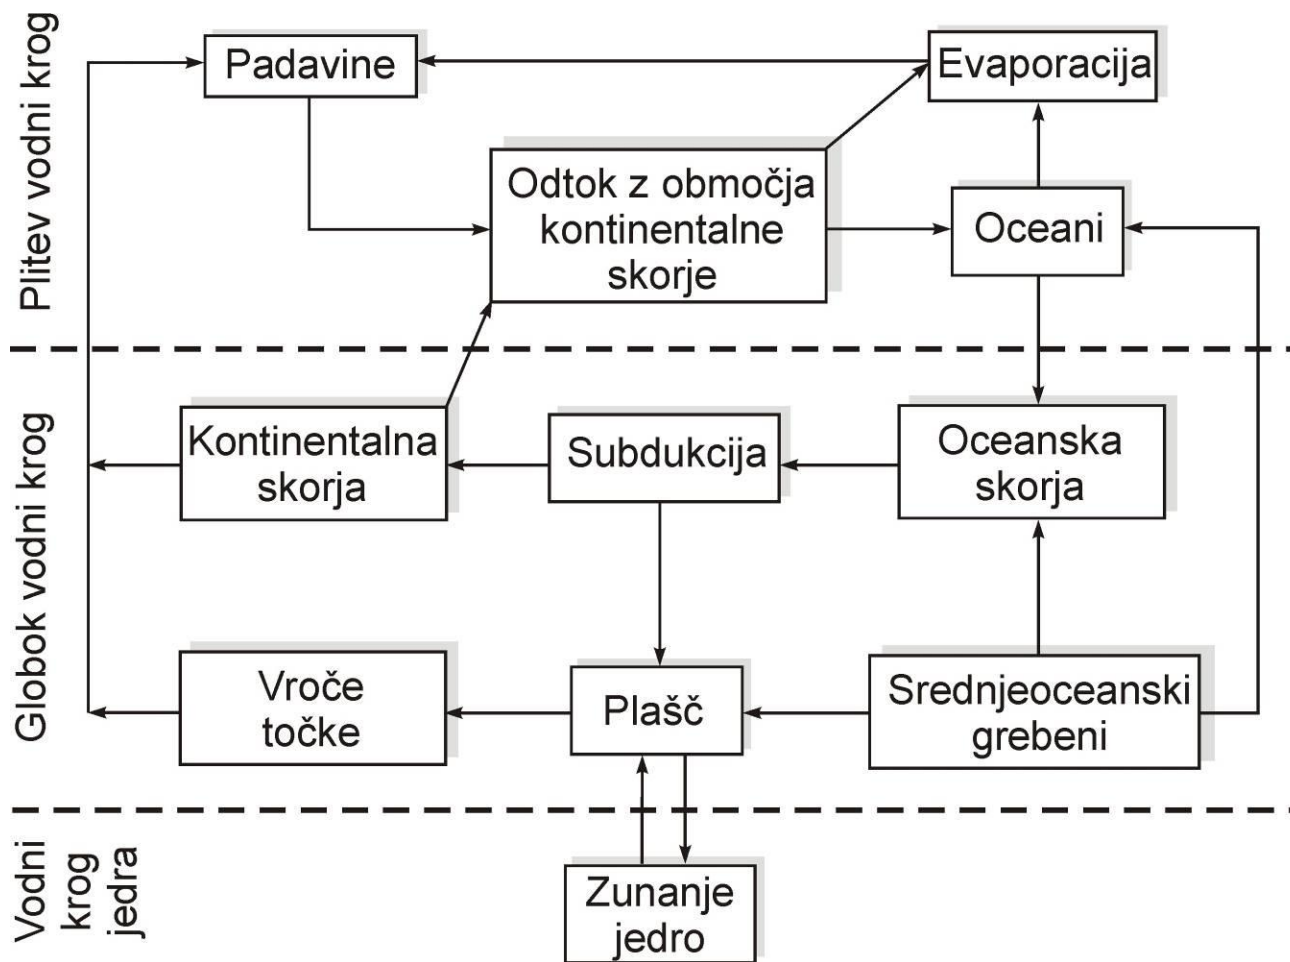 Plitev vodni krog
Padavine
Evaporacija
Odtok z območja
kontinentalne
skorje
Oceani
Globok vodni krog
Kontinentalna
skorja
Subdukcija
Oceanska
skorja
Vroče
točke
Plašč
Srednjeoceanski
grebeni
Vodni
krog
jedra
Zunanje
jedro